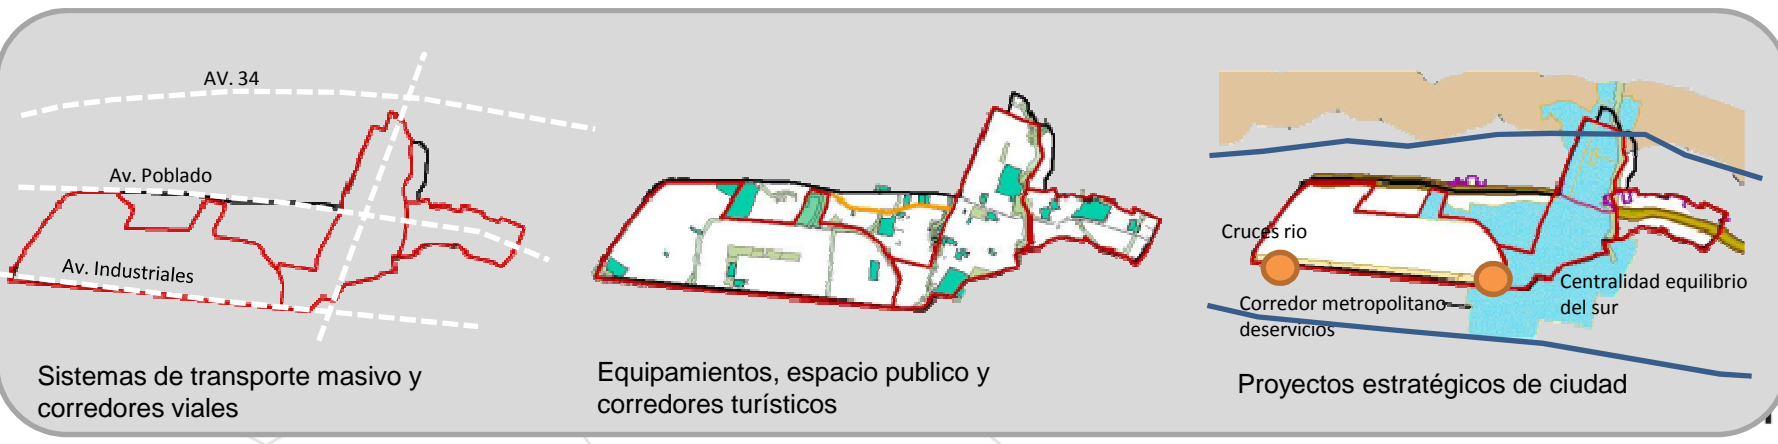 AV. 34
Av. Poblado
Av. Industriales
Sistemas de transporte masivo y
corredores viales
Equipamientos, espacio publico y
corredores turísticos
Cruces rio
Centralidad equilibrio
del sur
Corredor metropolitano
deservicios
Proyectos estratégicos de ciudad